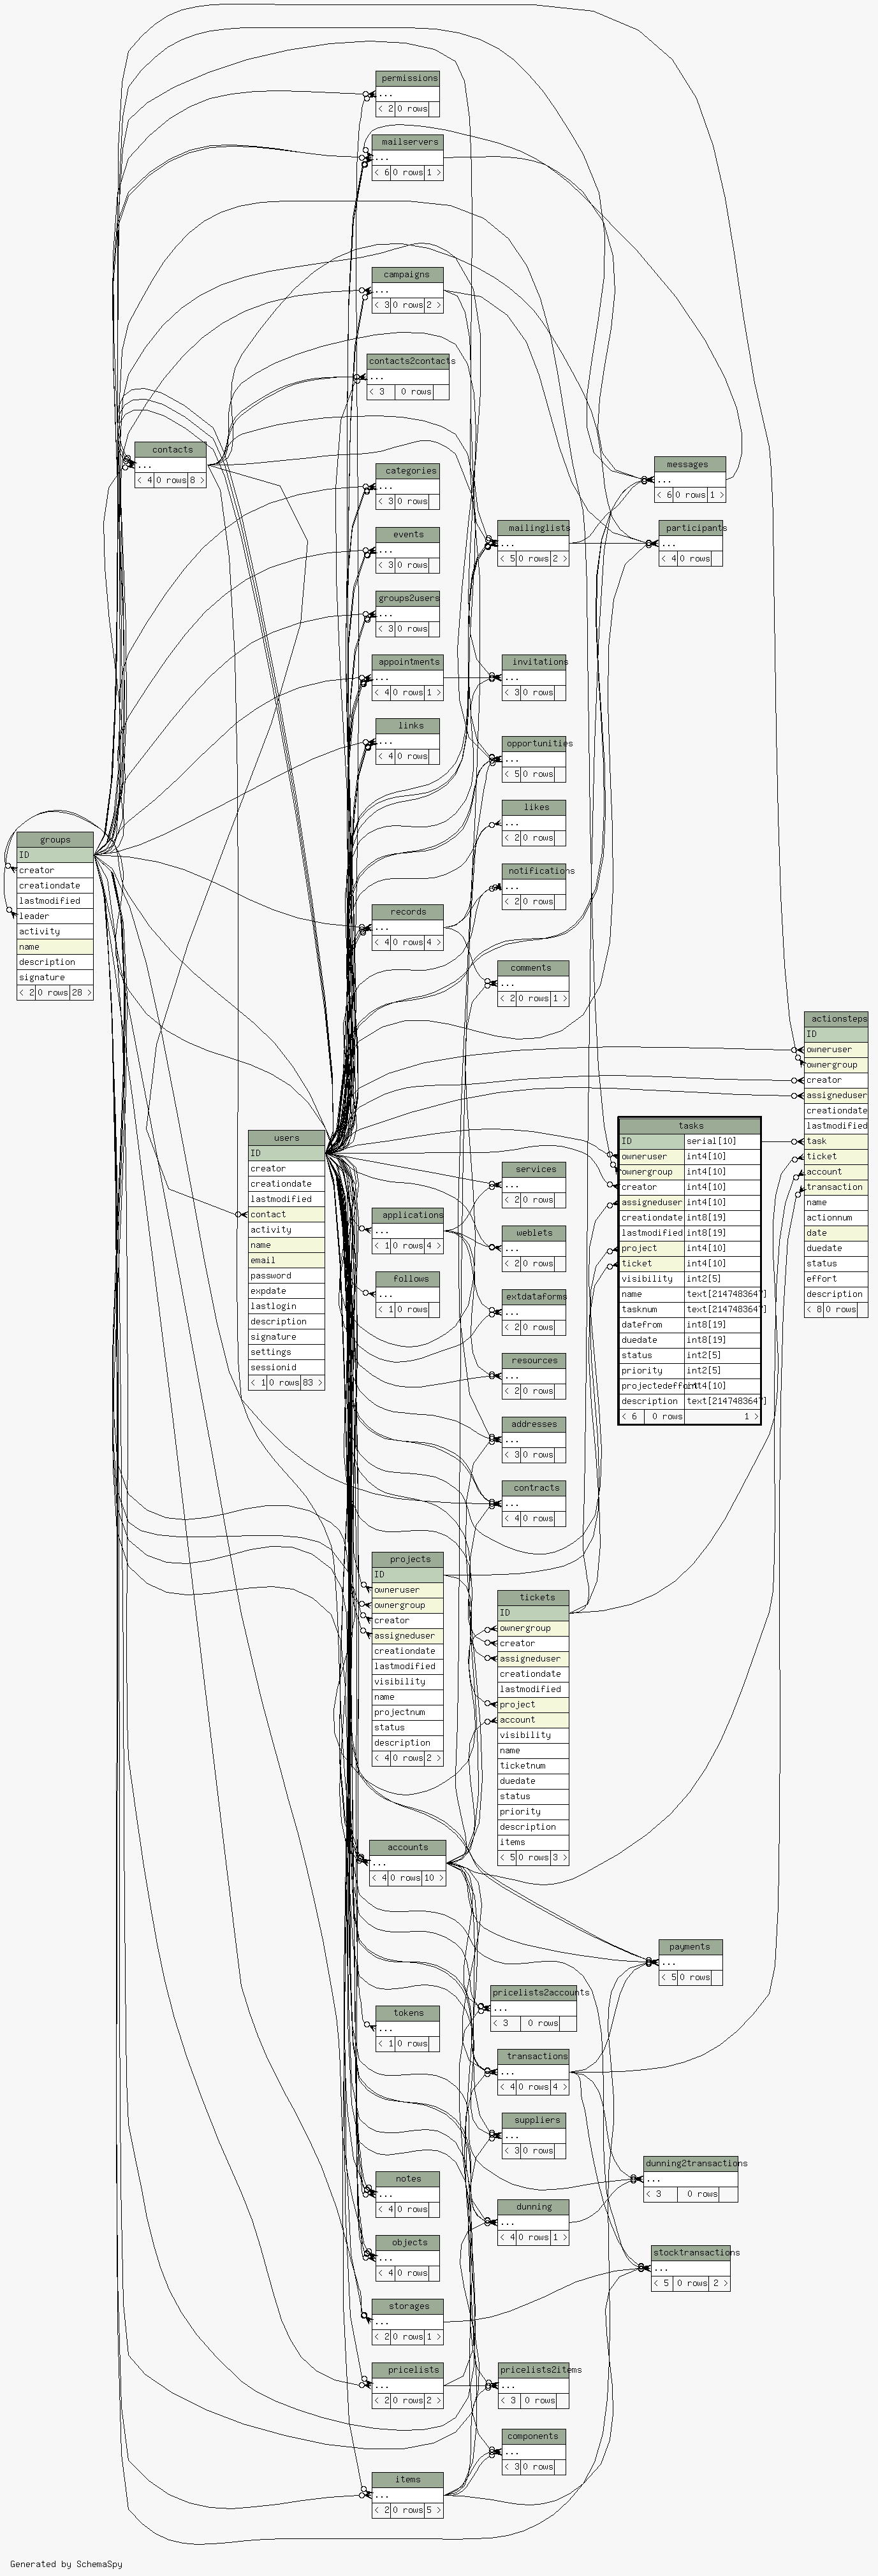 permissions
...
< 2 0 rows
mailservers
...
< 6 0 rows 1 >
campaigns
...
< 3 0 rows 2 >
contacts2contacts
...
< 3 0 rows
contacts
...
< 4 0 rows 8 >
categories
...
< 3 0 rows
messages
...
< 6 0 rows 1 >
events
...
< 3 0 rows
mailinglists
...
< 5 0 rows 2 >
participants
...
< 4 0 rows
groups2users
...
< 3 0 rows
appointments
...
< 4 0 rows 1 >
invitations
...
< 3 0 rows
links
...
< 4 0 rows
opportunities
...
< 5 0 rows
likes
...
< 2 0 rows
groups
ID
creator
creationdate
lastmodified
leader
activity
name
description
signature
< 2 0 rows 28 >
notifications
...
< 2 0 rows
records
...
< 4 0 rows 4 >
comments
...
< 2 0 rows 1 >
actionsteps
ID
owneruser
ownergroup
creator
assigneduser
creationdate
lastmodified
task
ticket
account
transaction
name
actionnum
date
duedate
status
effort
description
< 8 0 rows
tasks
ID serial[10]
owneruser int4[10]
ownergroup int4[10]
creator int4[10]
assigneduser int4[10]
creationdate int8[19]
lastmodified int8[19]
project int4[10]
ticket int4[10]
visibility int2[5]
name text[2147483647]
tasknum text[2147483647]
datefrom int8[19]
duedate int8[19]
status int2[5]
priority int2[5]
projectedeffort int4[10]
description text[2147483647]
< 6 0 rows 1 >
users
ID
creator
creationdate
lastmodified
contact
activity
name
email
password
expdate
lastlogin
description
signature
settings
sessionid
< 1 0 rows 83 >
services
...
< 2 0 rows
applications
...
< 1 0 rows 4 >
weblets
...
< 2 0 rows
follows
...
< 1 0 rows
extdataforms
...
< 2 0 rows
resources
...
< 2 0 rows
addresses
...
< 3 0 rows
contracts
...
< 4 0 rows
projects
ID
owneruser
ownergroup
creator
assigneduser
creationdate
lastmodified
visibility
name
projectnum
status
description
< 4 0 rows 2 >
tickets
ID
ownergroup
creator
assigneduser
creationdate
lastmodified
project
account
visibility
name
ticketnum
duedate
status
priority
description
items
< 5 0 rows 3 >
accounts
...
< 4 0 rows 10 >
payments
...
< 5 0 rows
pricelists2accounts
...
< 3 0 rows
tokens
...
< 1 0 rows
transactions
...
< 4 0 rows 4 >
suppliers
...
< 3 0 rows
dunning2transactions
...
< 3 0 rows
notes
...
< 4 0 rows
dunning
...
< 4 0 rows 1 >
objects
...
< 4 0 rows
stocktransactions
...
< 5 0 rows 2 >
storages
...
< 2 0 rows 1 >
pricelists
...
< 2 0 rows 2 >
pricelists2items
...
< 3 0 rows
components
...
< 3 0 rows
items
...
< 2 0 rows 5 >
Generated by SchemaSpy